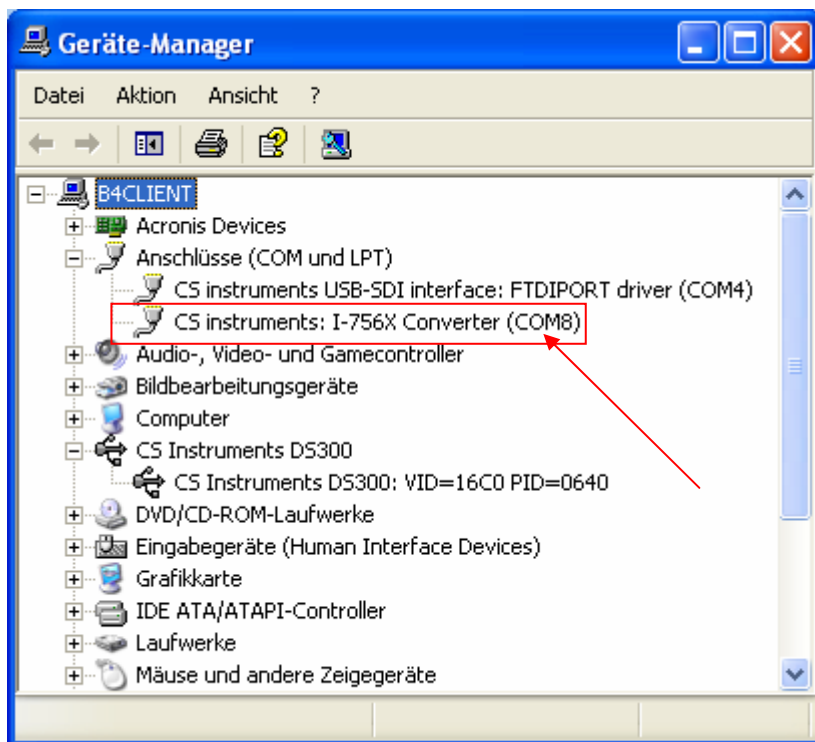 Geräte-Manager
Datei Aktion Ansicht ?
B4CLIENT
Acronis Devices
Anschlüsse (COM und LPT)
CS instruments USB-SDI interface: FTDIPORT driver (COM4)
CS instruments: I-756X Converter (COM8)
Audio-, Video- und Gamecontroller
Bildbearbeitungsgeräte
Computer
CS Instruments DS300
CS Instruments DS300: VID=16C0 PID=0640
DVD/CD-ROM-Laufwerke
Eingabegeräte (Human Interface Devices)
Grafikkarte
IDE ATA/ATAPI-Controller
Laufwerke
Mäuse und andere Zeigegeräte